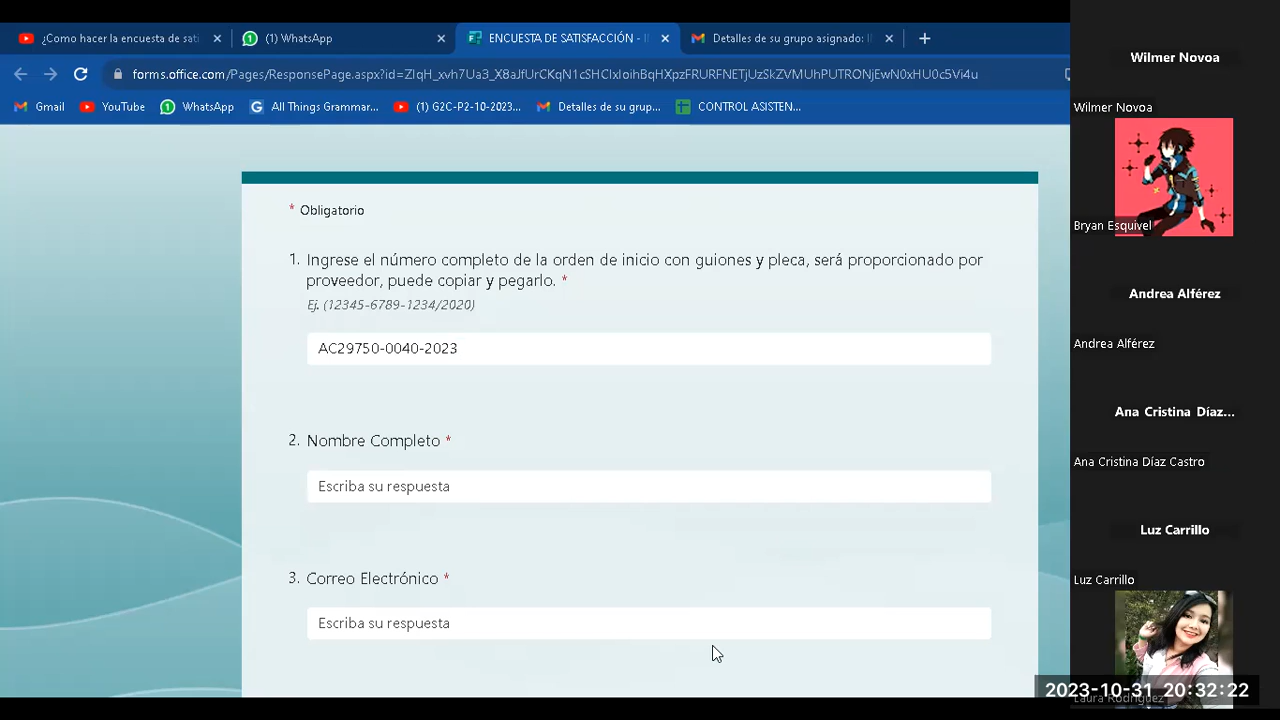 ¿Como hacer la encuesta de sati
(1) WhatsApp
ENCUESTA DE SATISFACCIÓN - I
Detalles de su grupo asignado: I
forms.office.com/Pages/ResponsePage.aspx?id=
Gmail
YouTube
WhatsApp
All Things Grammar...
(1) G2C-P2-10-2023...
Detalles de su grup...
CONTROL ASISTEN...
* Obligatorio
1. Ingrese el número completo de la orden de inicio con guiones y pleca, será proporcionado por
proveedor, puede copiar y pegarlo. *
Ej. (12345-6789-1234/2020)
AC29750-0040-2023
2. Nombre Completo *
Escriba su respuesta
3. Correo Electrónico *
Escriba su respuesta
Wilmer Novoa
Wilmer Novoa
Bryan Esquivel
Andrea Alférez
Andrea Alférez
Ana Cristina Díaz...
Ana Cristina Díaz Castro
Luz Carrillo
Luz Carrillo
Laura Rodriguez
2023-10-31 20:32:22